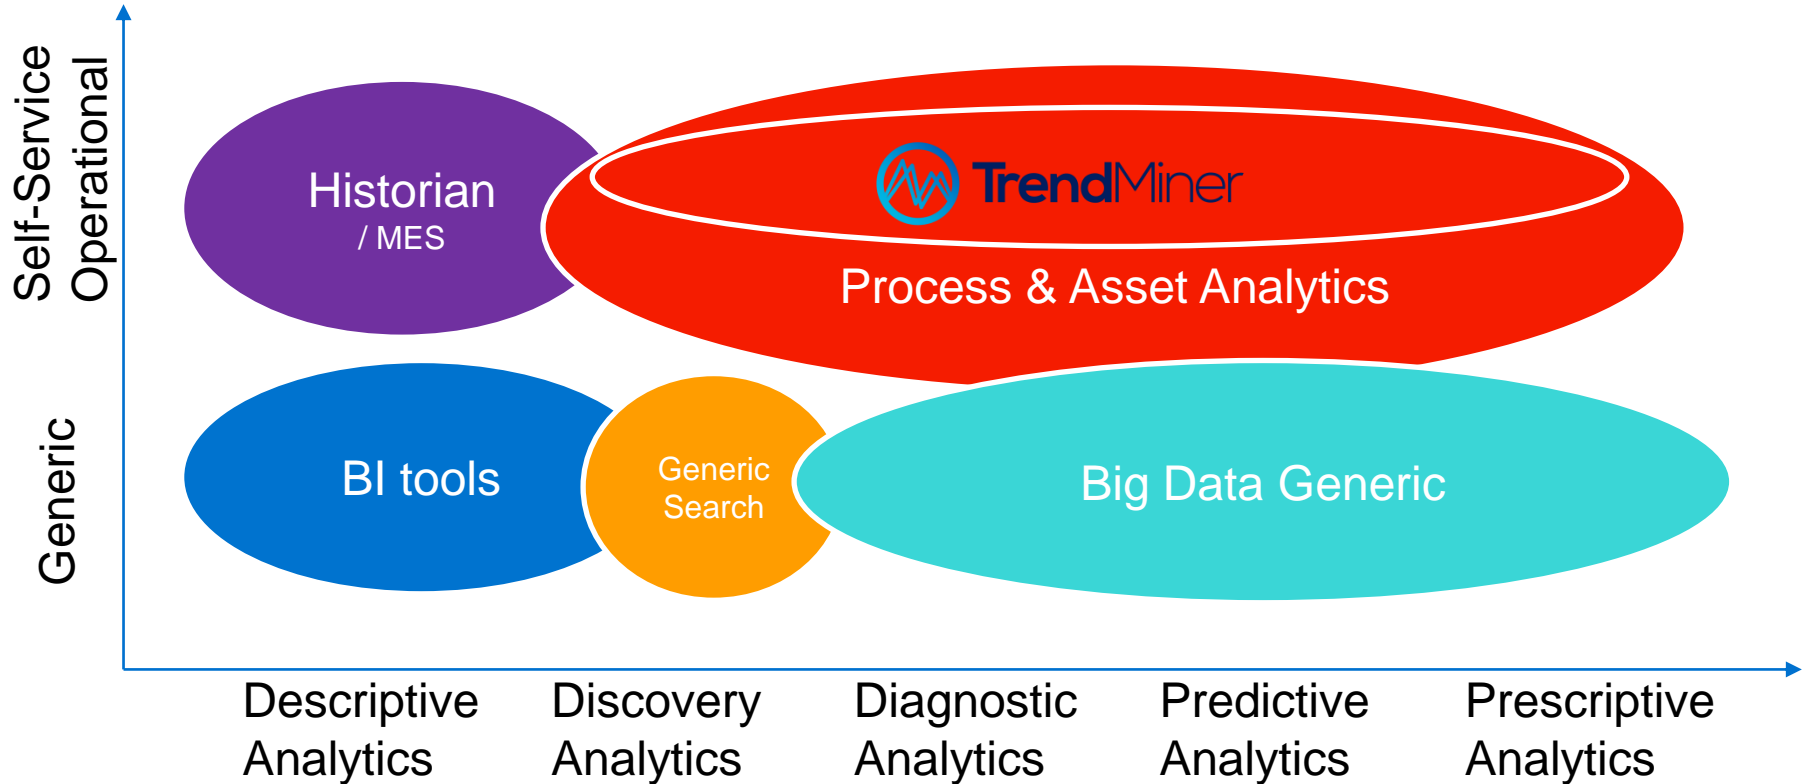 Self-Service
Operational
Historian
/ MES
TrendMiner
Process & Asset Analytics
Generic
BI tools
Generic
Search
Big Data Generic
Descriptive
Analytics
Discovery
Analytics
Diagnostic
Analytics
Predictive
Analytics
Prescriptive
Analytics